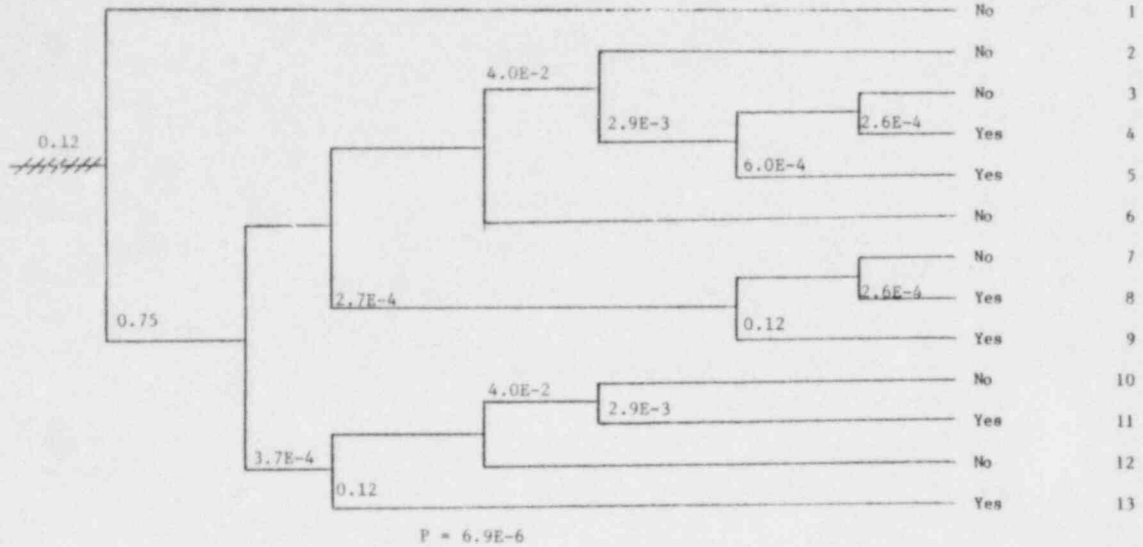 No 1
No 2
4.0E-2
No 3
2.9E-3 2.6E-4
0.12 Yes 4
6.0E-4
Yes 5
No 6
No 7
2.7E-4 2.6E-4 Yes 8
0.75 0.12
Yes 9
No 10
4.0E-2
2.9E-3
Yes 11
3.7E-4 No 12
0.12
Yes 13
P = 6.9E-6